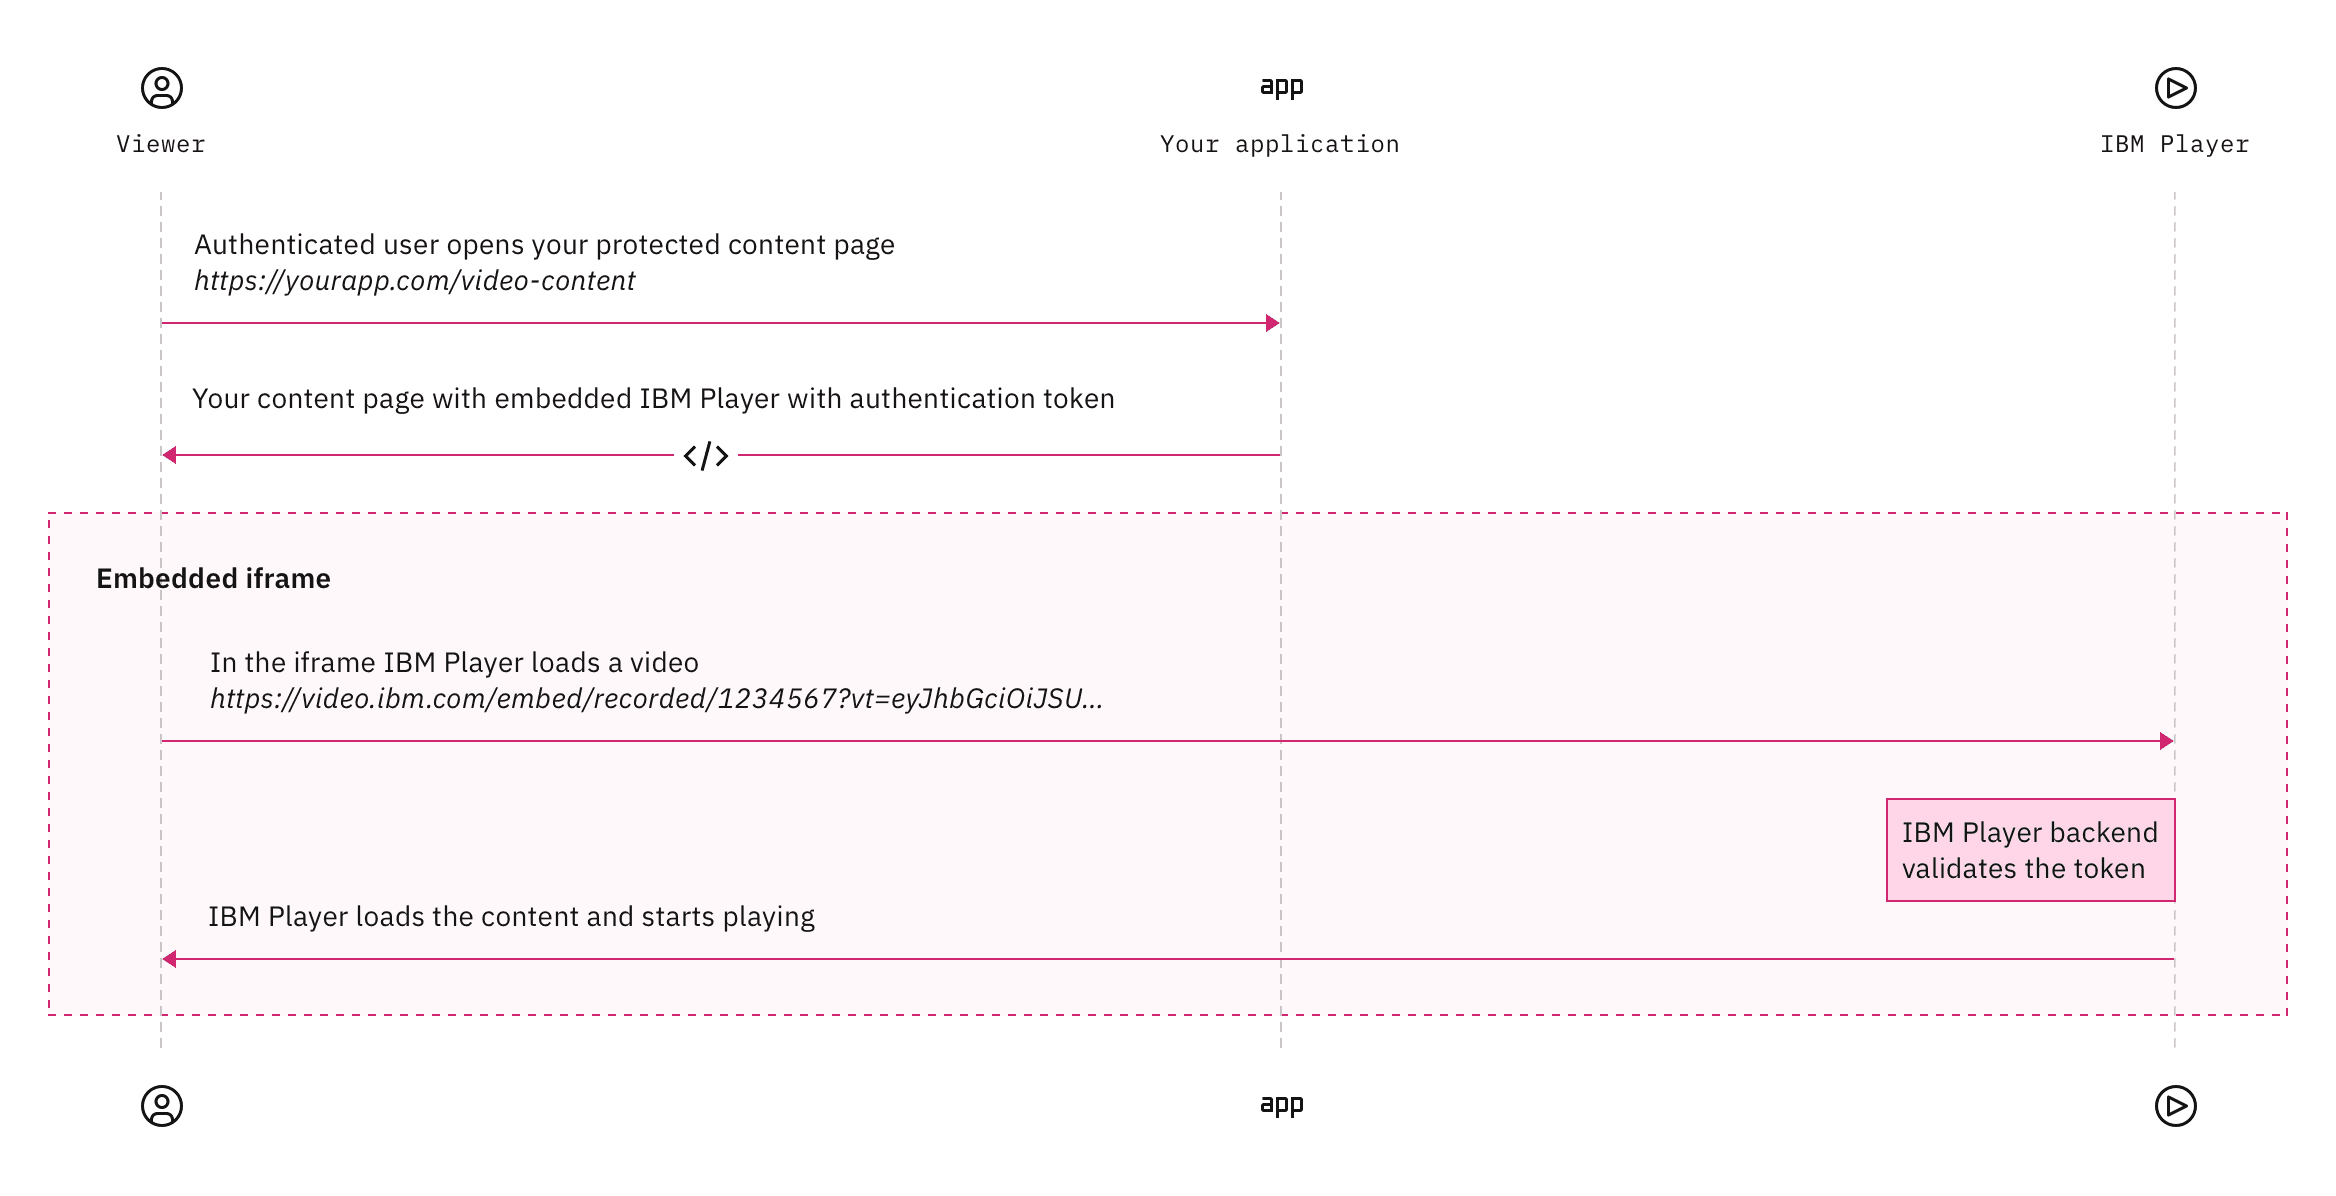 app
Viewer
Your application
IBM Player
Authenticated user opens your protected content page
https://yourapp.com/video-content
Your content page with embedded IBM Player with authentication token
</>
Embedded iframe
In the iframe IBM Player loads a video
https://video.ibm.com/embed/recorded/1234567?vt=eyJhbGciOiJSU...
IBM Player backend
validates the token
IBM Player loads the content and starts playing
app